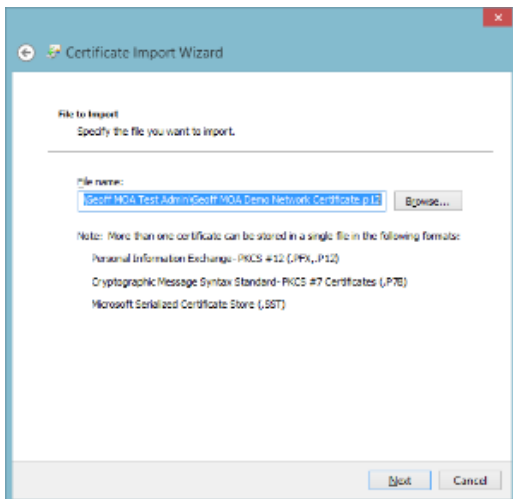 Certificate Import Wizard
File to Import
Specify the file you want to import.
File name:
\Geoff MOA Test Admin\Geoff MOA Demo Network Certificate.p12
Browse...
Note: More than one certificate can be stored in a single file in the following formats:
Personal Information Exchange- PKCS #12 (.PFX,.P12)
Cryptographic Message Syntax Standard- PKCS #7 Certificates (.P7B)
Microsoft Serialized Certificate Store (.SST)
Next
Cancel